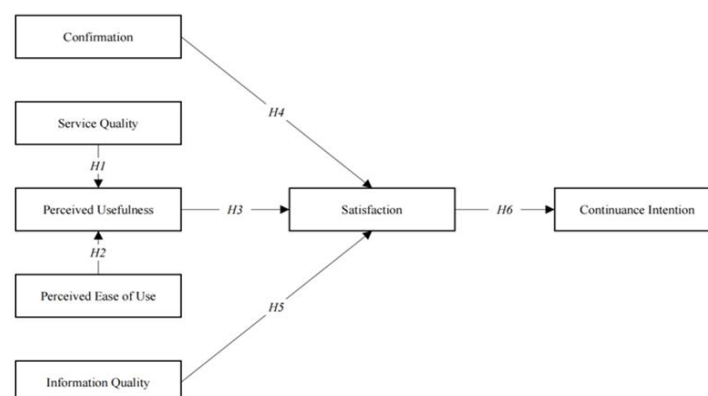 Confirmation
H4
Service Quality
H1
Perceived Usefulness
H3
Satisfaction
H6
Continuance Intention
H2
Perceived Ease of Use
H5
Information Quality